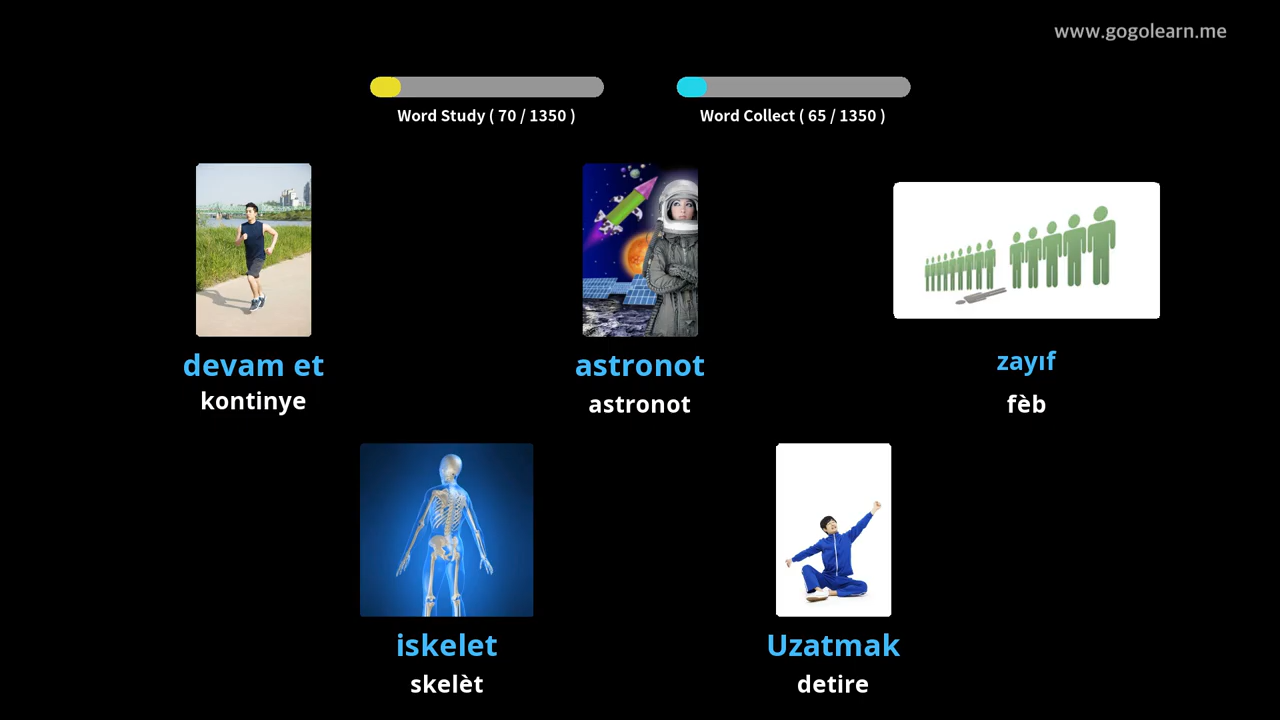 www.gogolearn.me
Word Study ( 70 / 1350 )
Word Collect ( 65 / 1350 )
devam et
kontinye
astronot
astronot
zayıf
fèb
iskelet
skelèt
Uzatmak
detire